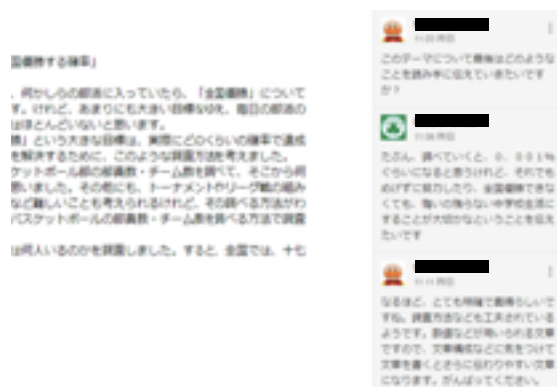 全国優勝する確率」
、何かしらの部活に入っていたら、「全国優勝」について
す。けれど、あまりにも大きい目標なゆえ、毎日の部活の
はほとんどいないと思います。
勝」という大きな目標は、実際にどのくらいの確率で達成
を解決するために、このような調査方法を考えました。
ケットボール部の部員数・チーム数を調べて、そこから何
思いました。その他にも、トーナメントやリーグ戦の組み
など難しいことも考えられるけれど、その調べる方法がわ
バスケットボールの部員数・チーム数を調べる方法で調査
は何人いるのかを調査しました。すると、全国では、十七
このテーマについて最後はどのような
ことを読み手に伝えていきたいです
か？
たぶん、調べていくと、０．００１％
くらいになると思うけれど、それでも
めげずに努力したり、全国優勝できな
くても、悔いの残らない中学校生活に
することが大切かなということを伝え
たいです
なるほど、とても明確で素晴らしいで
すね。調査方法なども工夫されている
ようです。数値などが用いられる文章
ですので、文章構成などに気をつけて
文章を書くとさらに伝わりやすい文章
になります。がんばってください。